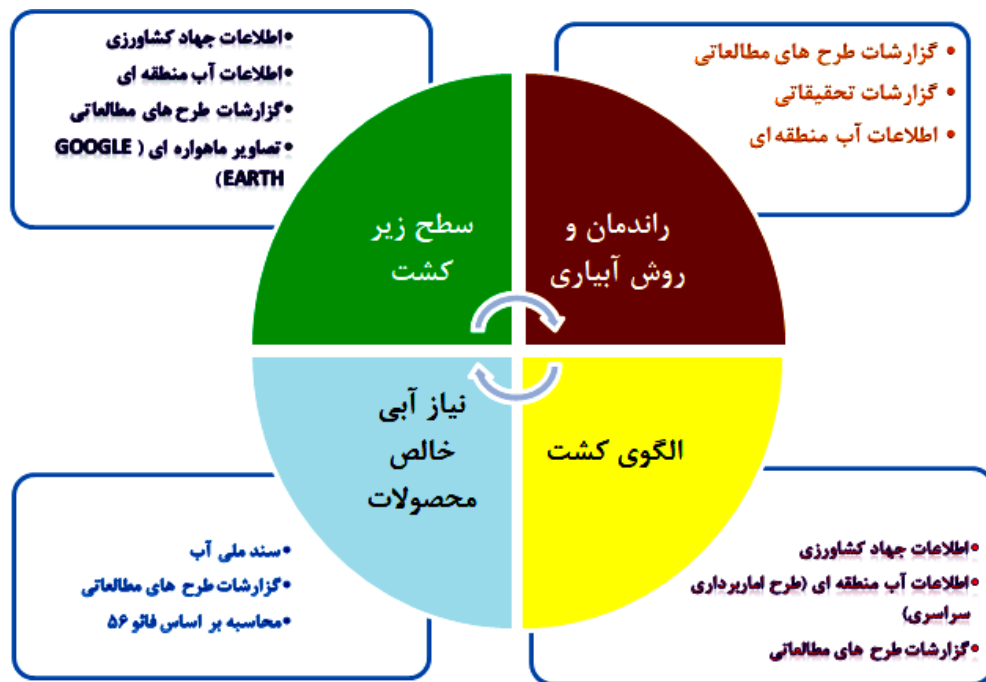 •گزارشات طرح های مطالعاتی
•گزارشات تحقیقاتی
•اطلاعات آب منطقه ای
•اطلاعات جهاد کشاورزی
•اطلاعات آب منطقه ای
•گزارشات طرح های مطالعاتی
•تصاویر ماهواره ای ( GOOGLE
EARTH)
راندمان و
روش آبیاری
سطح زیر
کشت
الگوی کشت
نیاز آبی
خالص
محصولات
•اطلاعات جهاد کشاورزی
•اطلاعات آب منطقه ای (طرح اماربرداری
سراسری)
•گزارشات طرح های مطالعاتی
•سند ملی آب
•گزارشات طرح های مطالعاتی
•محاسبه بر اساس فائو ۵۶